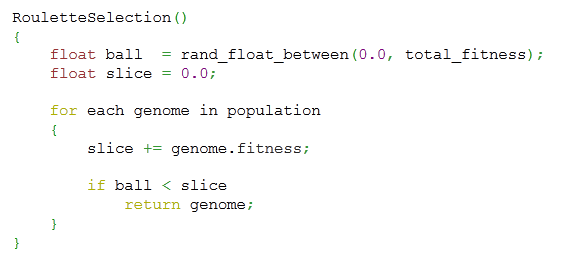 RouletteSelection()
{
    float ball  = rand_float_between(0.0, total_fitness);
    float slice = 0.0;

    for each genome in population
    {
        slice += genome.fitness;

        if ball < slice
            return genome;
    }
}